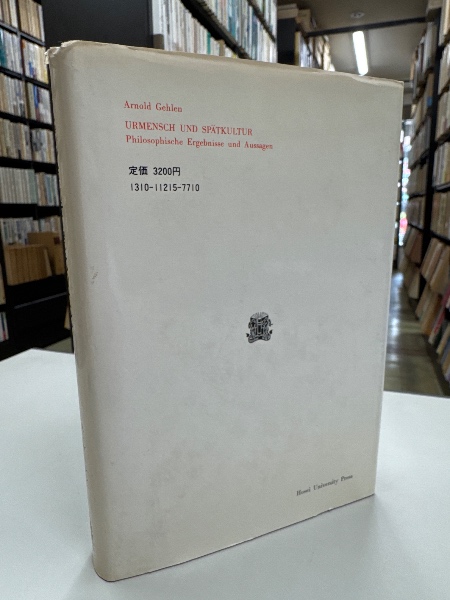 Arnold Gehlen
URMENSCH UND SPÄTKULTUR
Philosophische Ergebnisse und Aussagen
定価 3200円
1310-11215-7710
Hosei University Press